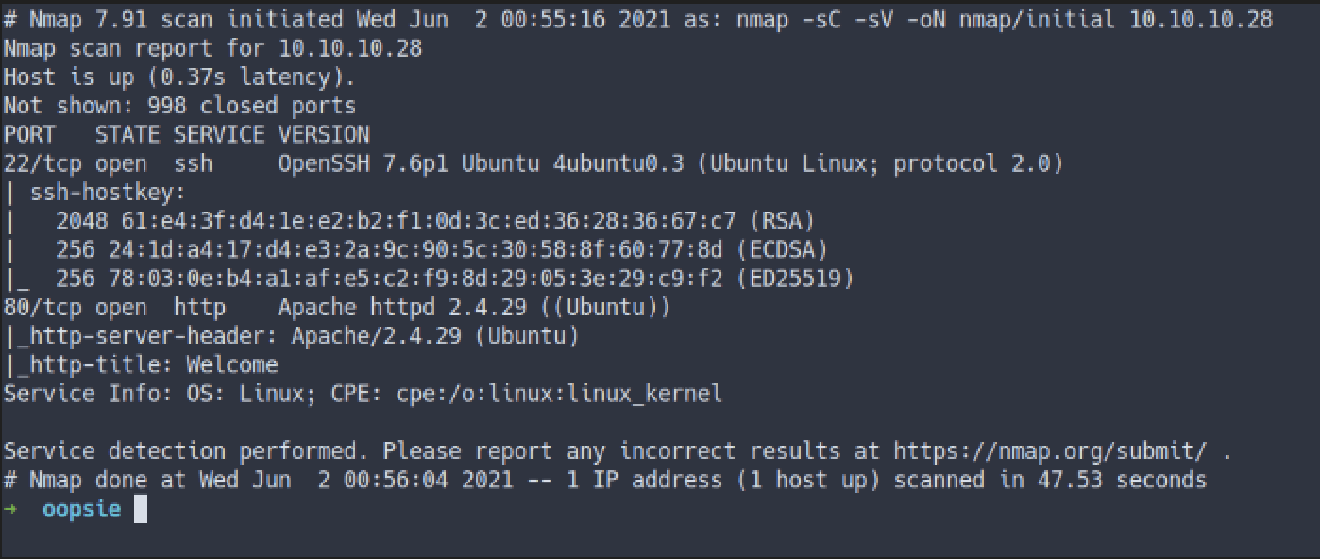 # Nmap 7.91 scan initiated Wed Jun  2 00:55:16 2021 as: nmap -sC -sV -oN nmap/initial 10.10.10.28
Nmap scan report for 10.10.10.28
Host is up (0.37s latency).
Not shown: 998 closed ports
PORT   STATE SERVICE VERSION
22/tcp open  ssh     OpenSSH 7.6p1 Ubuntu 4ubuntu0.3 (Ubuntu Linux; protocol 2.0)
| ssh-hostkey:
|   2048 61:e4:3f:d4:1e:e2:b2:f1:0d:3c:ed:36:28:36:67:c7 (RSA)
|   256 24:1d:a4:17:d4:e3:2a:9c:90:5c:30:58:8f:60:77:8d (ECDSA)
|_  256 78:03:0e:b4:a1:af:e5:c2:f9:8d:29:05:3e:29:c9:f2 (ED25519)
80/tcp open  http    Apache httpd 2.4.29 ((Ubuntu))
|_http-server-header: Apache/2.4.29 (Ubuntu)
|_http-title: Welcome
Service Info: OS: Linux; CPE: cpe:/o:linux:linux_kernel

Service detection performed. Please report any incorrect results at https://nmap.org/submit/ .
# Nmap done at Wed Jun  2 00:56:04 2021 -- 1 IP address (1 host up) scanned in 47.53 seconds
→  oopsie